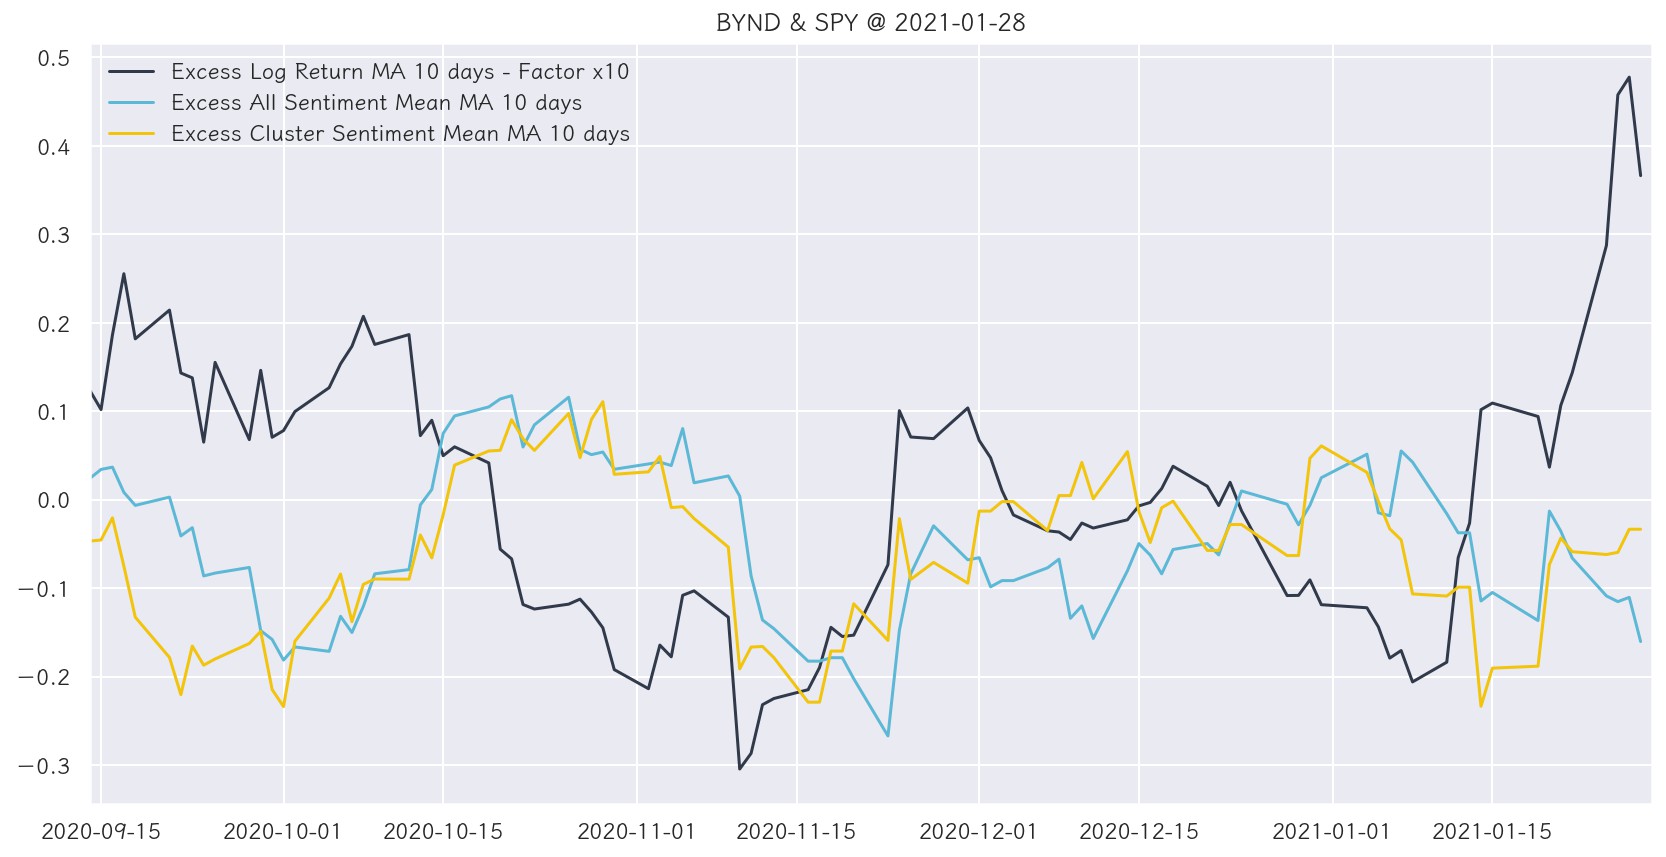 BYND & SPY @ 2021-01-28
Excess Log Return MA 10 days - Factor x10
Excess All Sentiment Mean MA 10 days
Excess Cluster Sentiment Mean MA 10 days
0.5
0.4
0.3
0.2
0.1
0.0
−0.1
−0.2
−0.3
2020-09-15 2020-10-01 2020-10-15 2020-11-01 2020-11-15 2020-12-01 2020-12-15 2021-01-01 2021-01-15